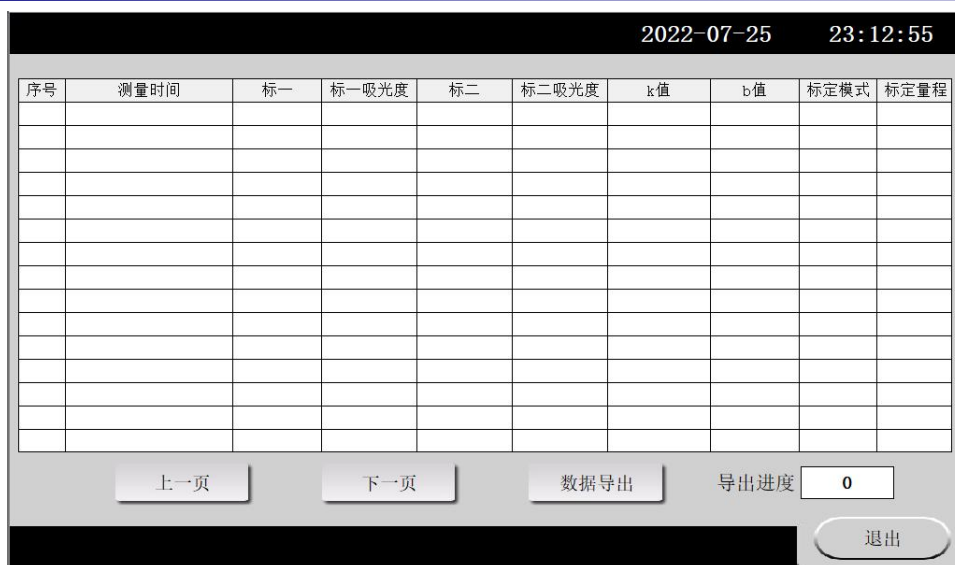 2022-07-25 23:12:55
序号 测量时间 标一 标一吸光度 标二 标二吸光度 k值 b值 标定模式 标定量程
上一页 下一页 数据导出 导出进度 0
退出